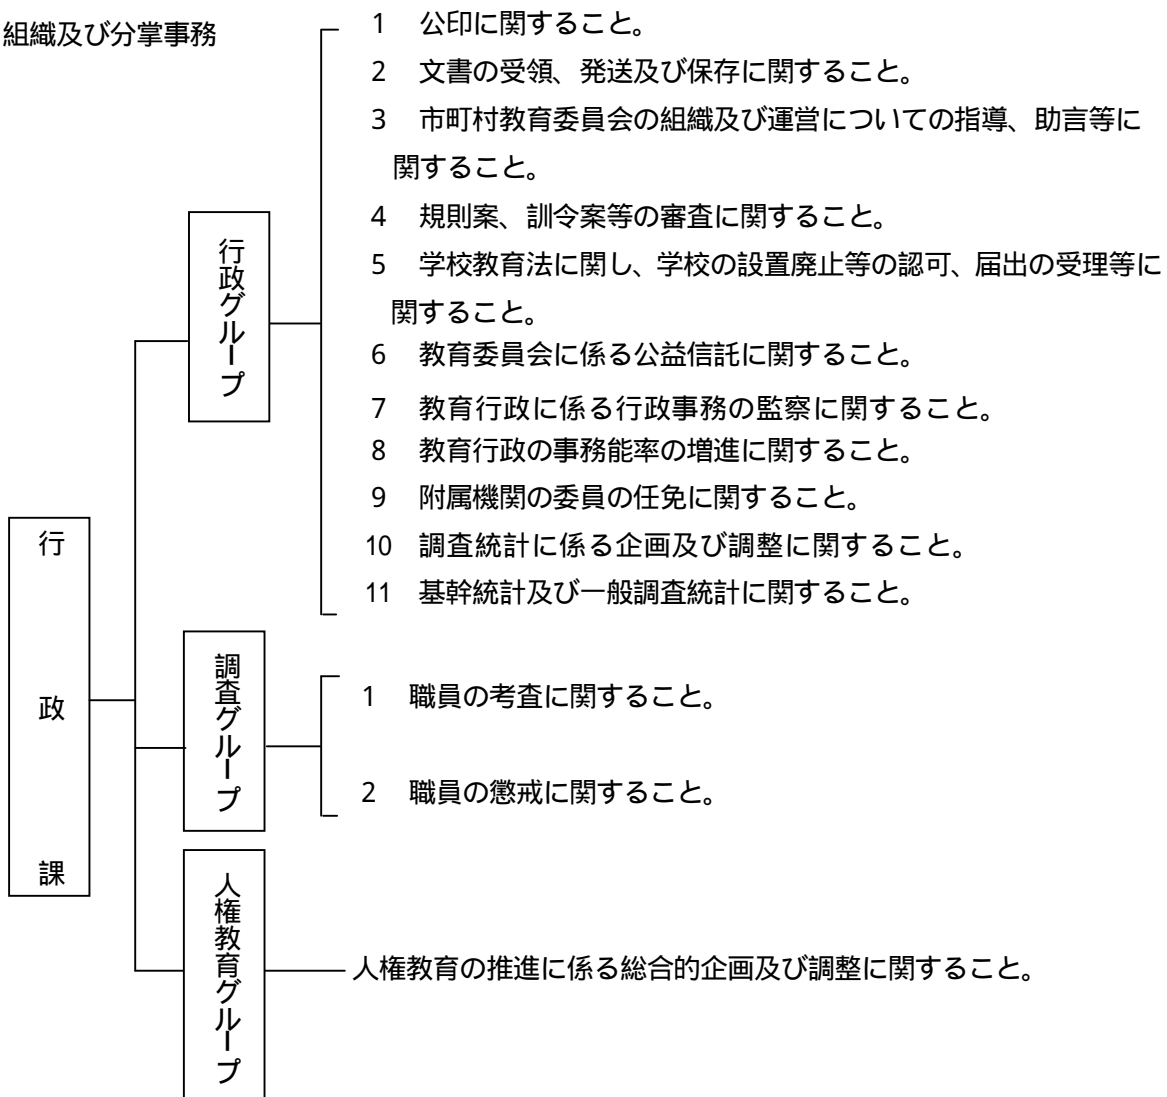 組織及び分掌事務
行政課
行政グループ
1 公印に関すること。
2 文書の受領、発送及び保存に関すること。
3 市町村教育委員会の組織及び運営についての指導、助言等に
関すること。
4 規則案、訓令案等の審査に関すること。
5 学校教育法に関し、学校の設置廃止等の認可、届出の受理等に
関すること。
6 教育委員会に係る公益信託に関すること。
7 教育行政に係る行政事務の監察に関すること。
8 教育行政の事務能率の増進に関すること。
9 附属機関の委員の任免に関すること。
10 調査統計に係る企画及び調整に関すること。
11 基幹統計及び一般調査統計に関すること。
調査グループ
1 職員の考査に関すること。
2 職員の懲戒に関すること。
人権教育グループ
人権教育の推進に係る総合的企画及び調整に関すること。